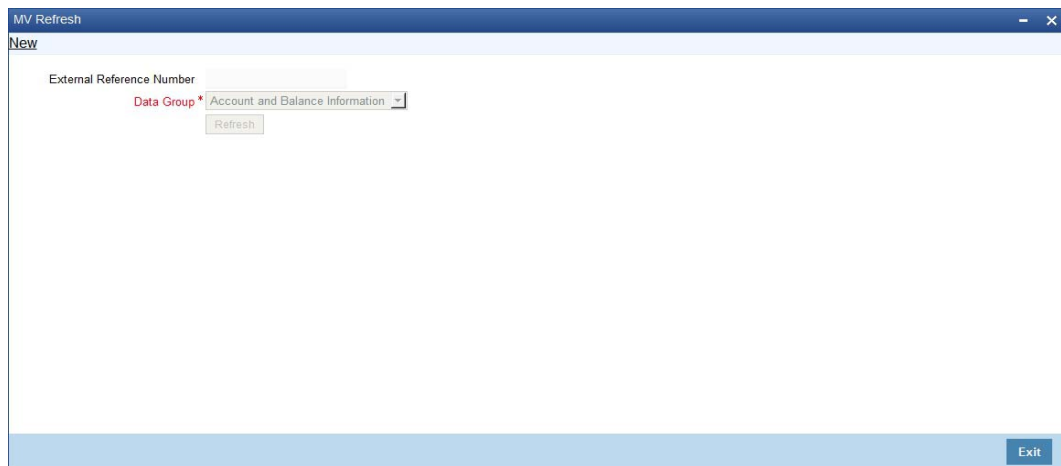 MV Refresh
New
External Reference Number
Data Group * Account and Balance Information
Refresh
Exit